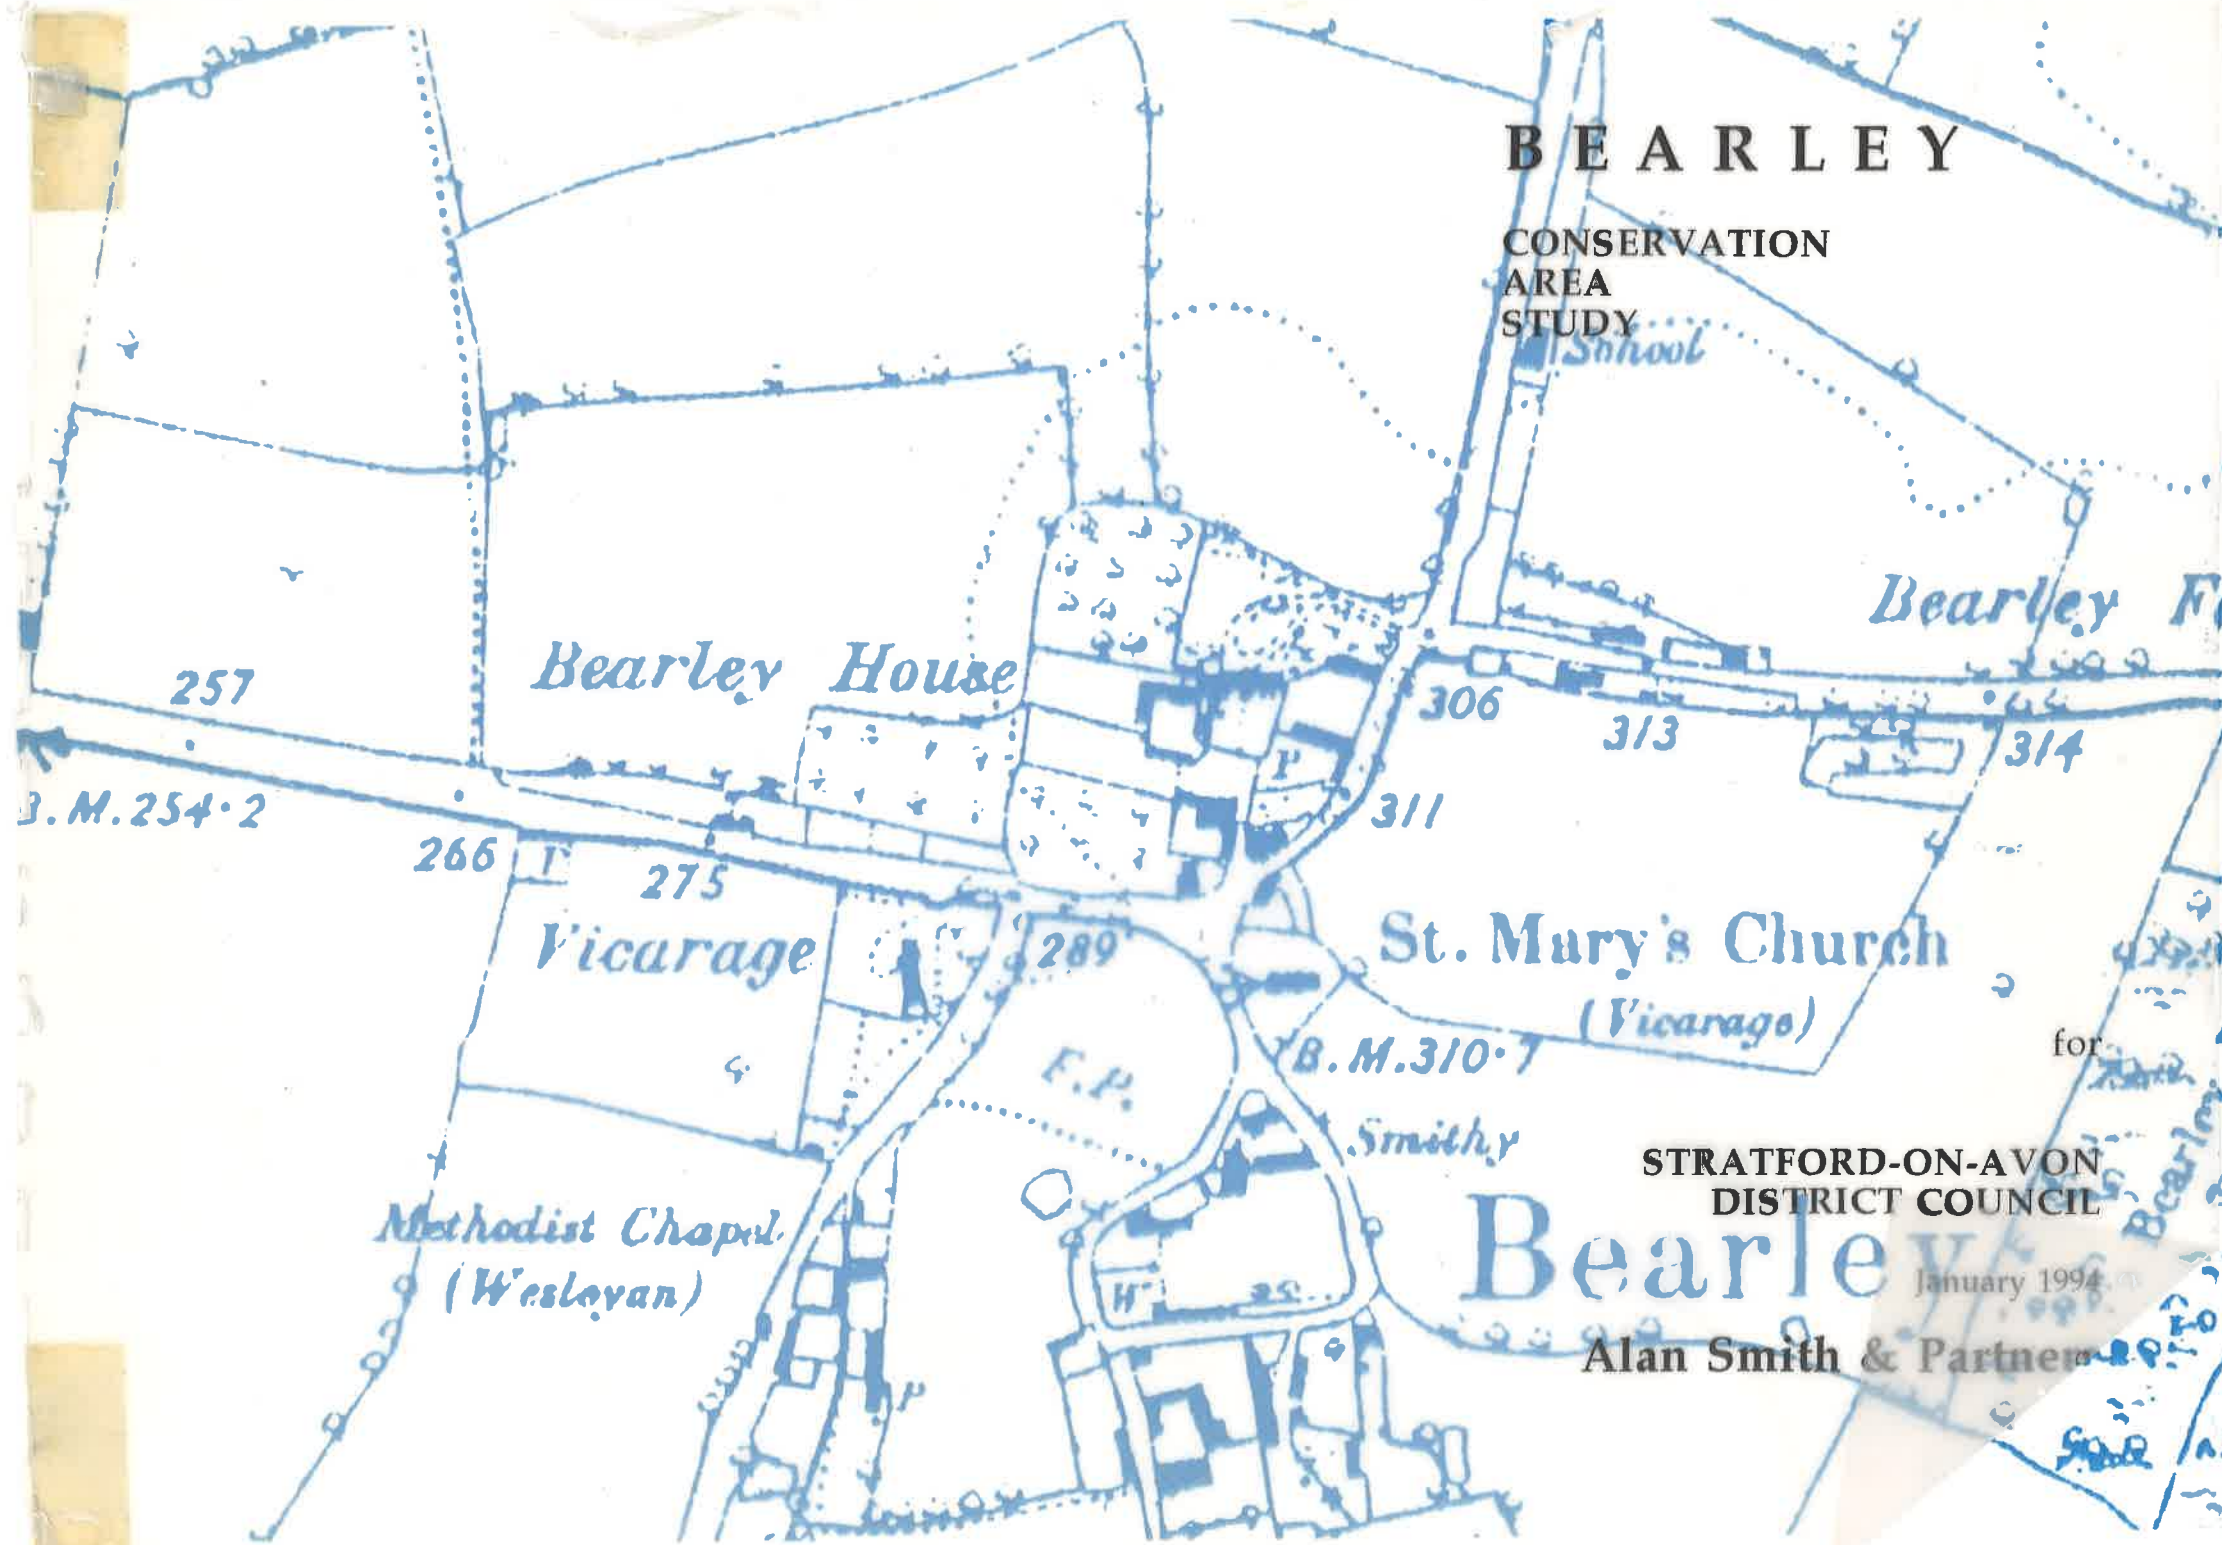 BEARLEY
CONSERVATION
AREA
STUDY
School
Bearley
Bearley House
257
306
313
314
B.M.254·2
P
311
266
275
Vicarage
289
St. Mary's Church
(Vicarage)
for
B.M.310·7
F.P.
Smithy
STRATFORD-ON-AVON
DISTRICT COUNCIL
Methodist Chapel
(Wesleyan)
Bearley
Bearley
January 1994
W
Alan Smith & Partners
P